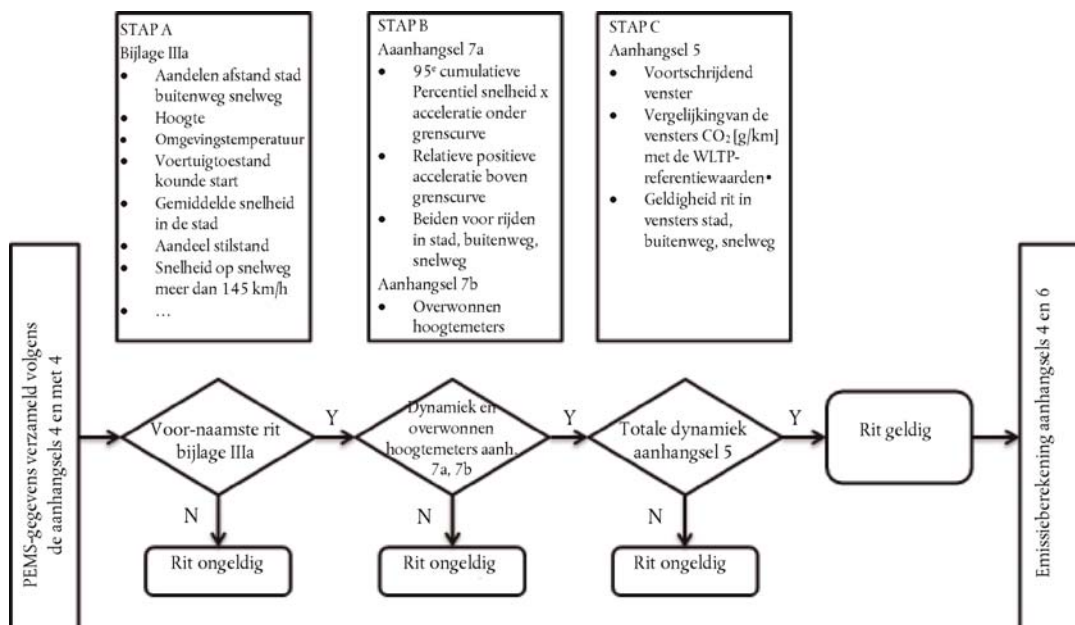 STAP A
Bijlage IIIa
• Aandelen afstand stad
buitenweg snelweg
• Hoogte
• Omgevingstemperatuur
• Voertuigtoestand
kounde start
• Gemiddelde snelheid
in de stad
• Aandeel stilstand
• Snelheid op snelweg
meer dan 145 km/h
• …
STAP B
Aaanhangsel 7a
• 95e cumulatieve
Percentiel snelheid x
acceleratie onder
grenscurve
• Relatieve positieve
acceleratie boven
grenscurve
• Beiden voor rijden
in stad, buitenweg,
snelweg
Aanhangsel 7b
• Overwonnen
hoogtemeters
STAP C
Aanhangsel 5
• Voortschrijdend
venster
• Vergelijkingvan de
vensters CO₂ [g/km]
met de WLTP-
referentiewaarden•
• Geldigheid rit in
vensters stad,
buitenweg, snelweg
PEMS-gegevens verzameld volgens
de aanhangsels 4 en met 4
Voor-naamste rit
bijlage IIIa
Y
N
Rit ongeldig
Dynamiek en
overwonnen
hoogtemeters aanh.
7a, 7b
Y
N
Rit ongeldig
Totale dynamiek
aanhangsel 5
Y
N
Rit ongeldig
Rit geldig
Emissieberekening aanhangsels 4 en 6